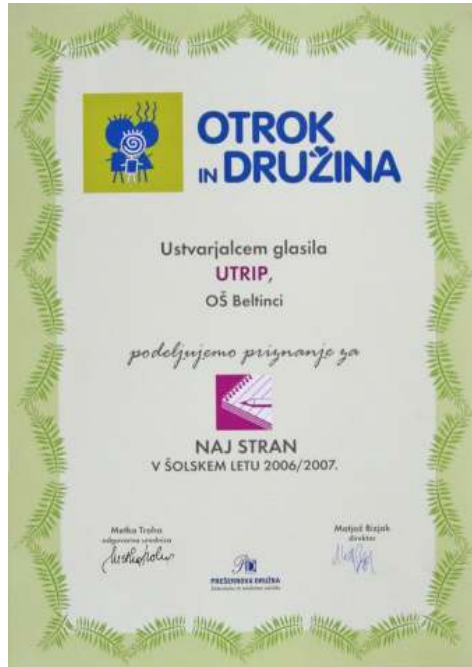 OTROK
IN DRUŽINA
Ustvarjalcem glasila
UTRIP,
OŠ Beltinci
podeljujemo priznanje za
NAJ STRAN
V ŠOLSKEM LETU 2006/2007.
Metka Troha
odgovorna urednica
Matjaž Bizjak
direktor
PREŠERNOVA DRUŽBA